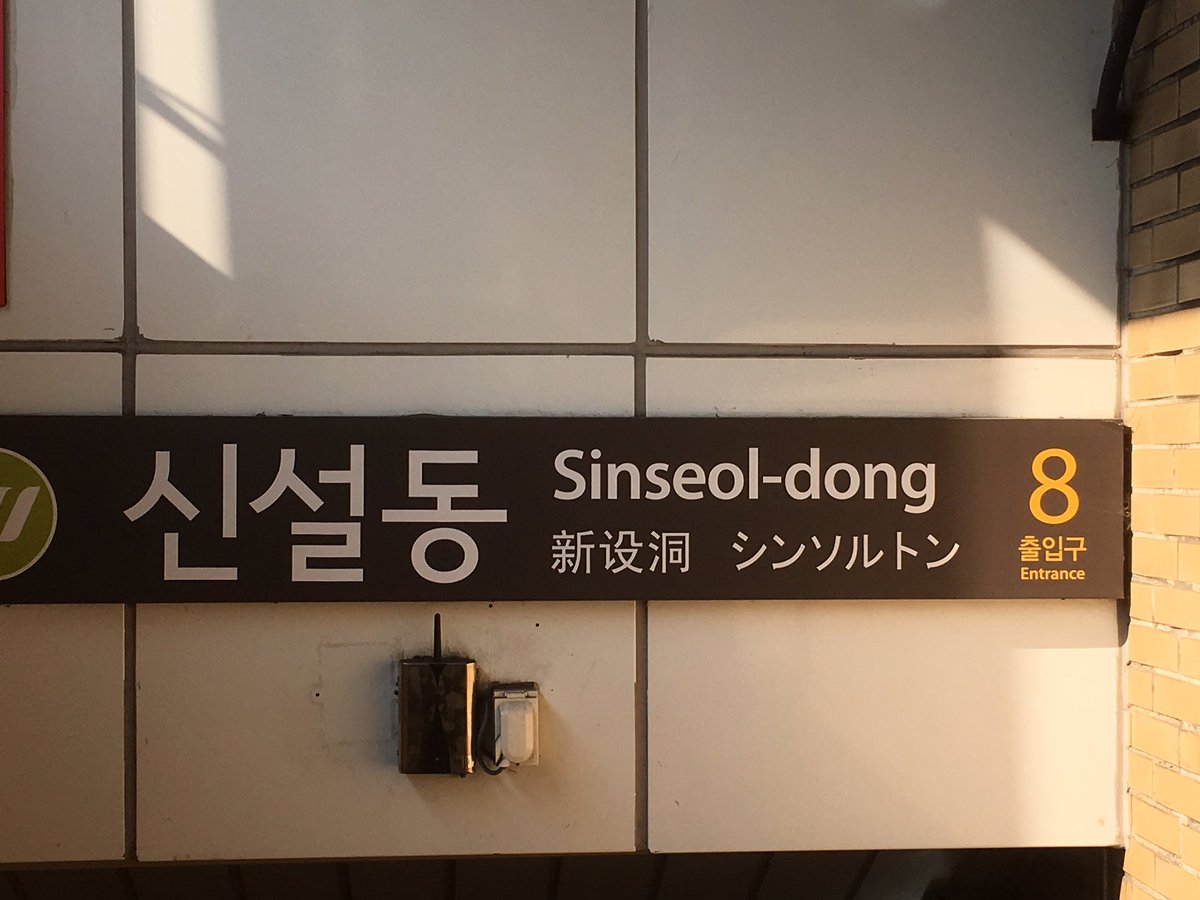 신설동
Sinseol-dong
新设洞 シンソルトン
8
출입구
Entrance